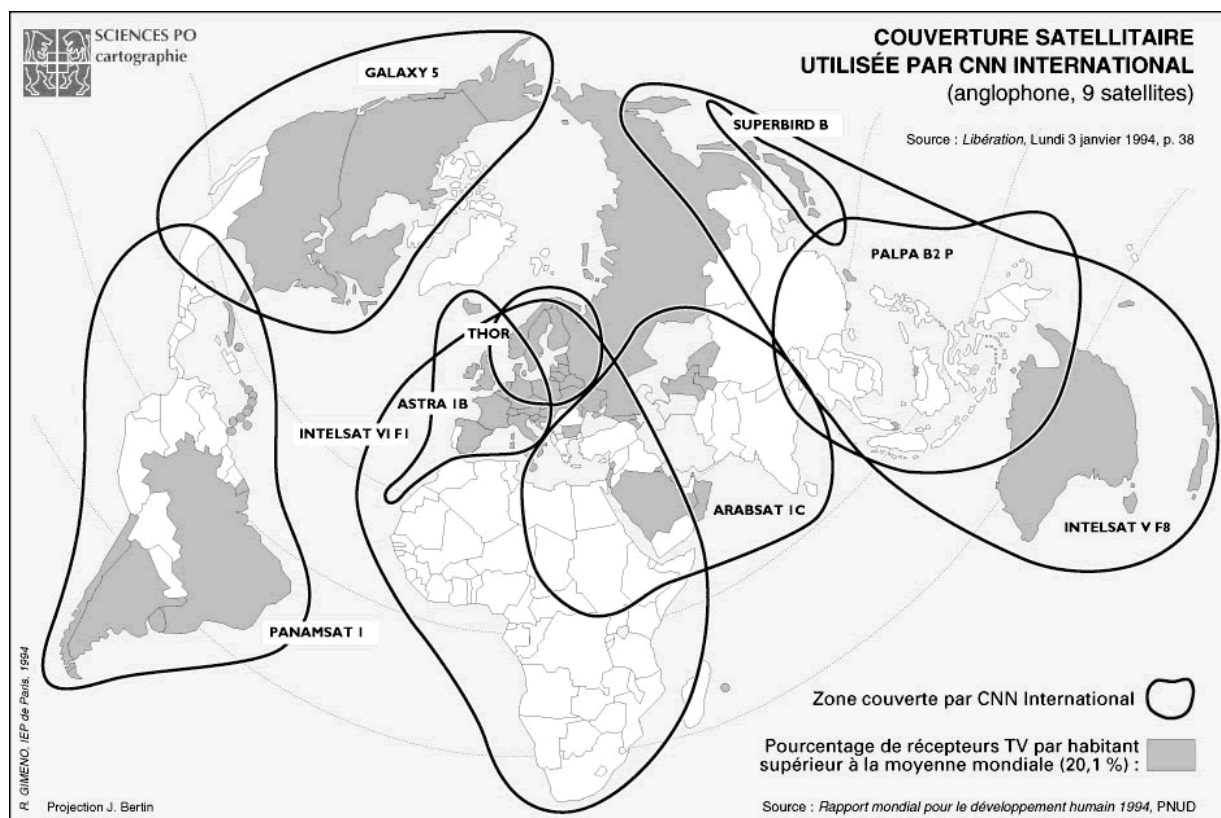 SCIENCES PO
cartographie
COUVERTURE SATELLITAIRE
UTILISÉE PAR CNN INTERNATIONAL
(anglophone, 9 satellites)
Source : Libération, Lundi 3 janvier 1994, p. 38
GALAXY 5
SUPERBIRD B
PALPA B2 P
THOR
ASTRA 1B
INTELSAT VI F1
ARABSAT 1C
INTELSAT V F8
PANAMSAT 1
Zone couverte par CNN International
Pourcentage de récepteurs TV par habitant
supérieur à la moyenne mondiale (20,1 %) :
R. GIMENO, IEP de Paris, 1994
Projection J. Bertin
Source : Rapport mondial pour le développement humain 1994, PNUD